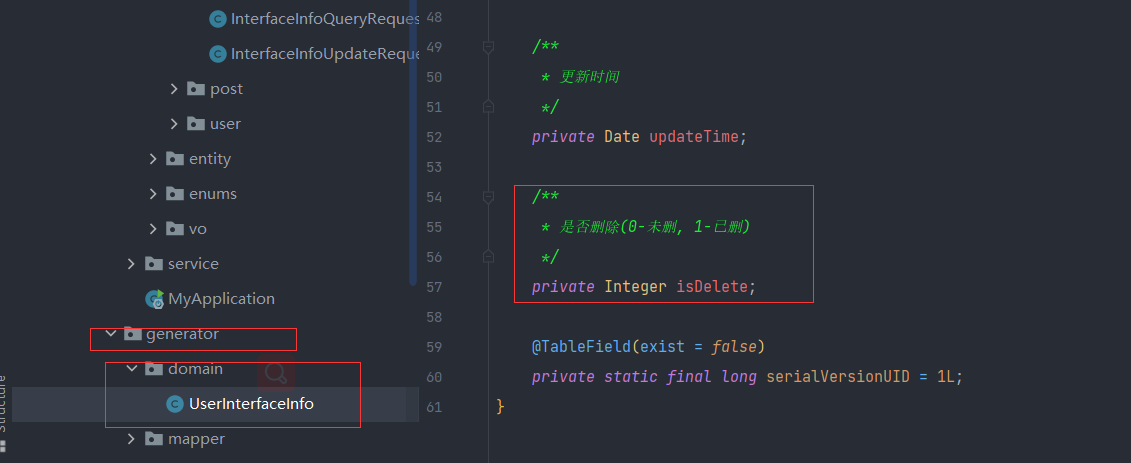 InterfaceInfoQueryReques
InterfaceInfoUpdateReque
post
user
entity
enums
vo
service
MyApplication
generator
domain
UserInterfaceInfo
mapper
Structure
48
49 /**
50 * 更新时间
51 */
52 private Date updateTime;
53
54 /**
55 * 是否删除(0-未删, 1-已删)
56 */
57 private Integer isDelete;
58
59 @TableField(exist = false)
60 private static final long serialVersionUID = 1L;
61 }